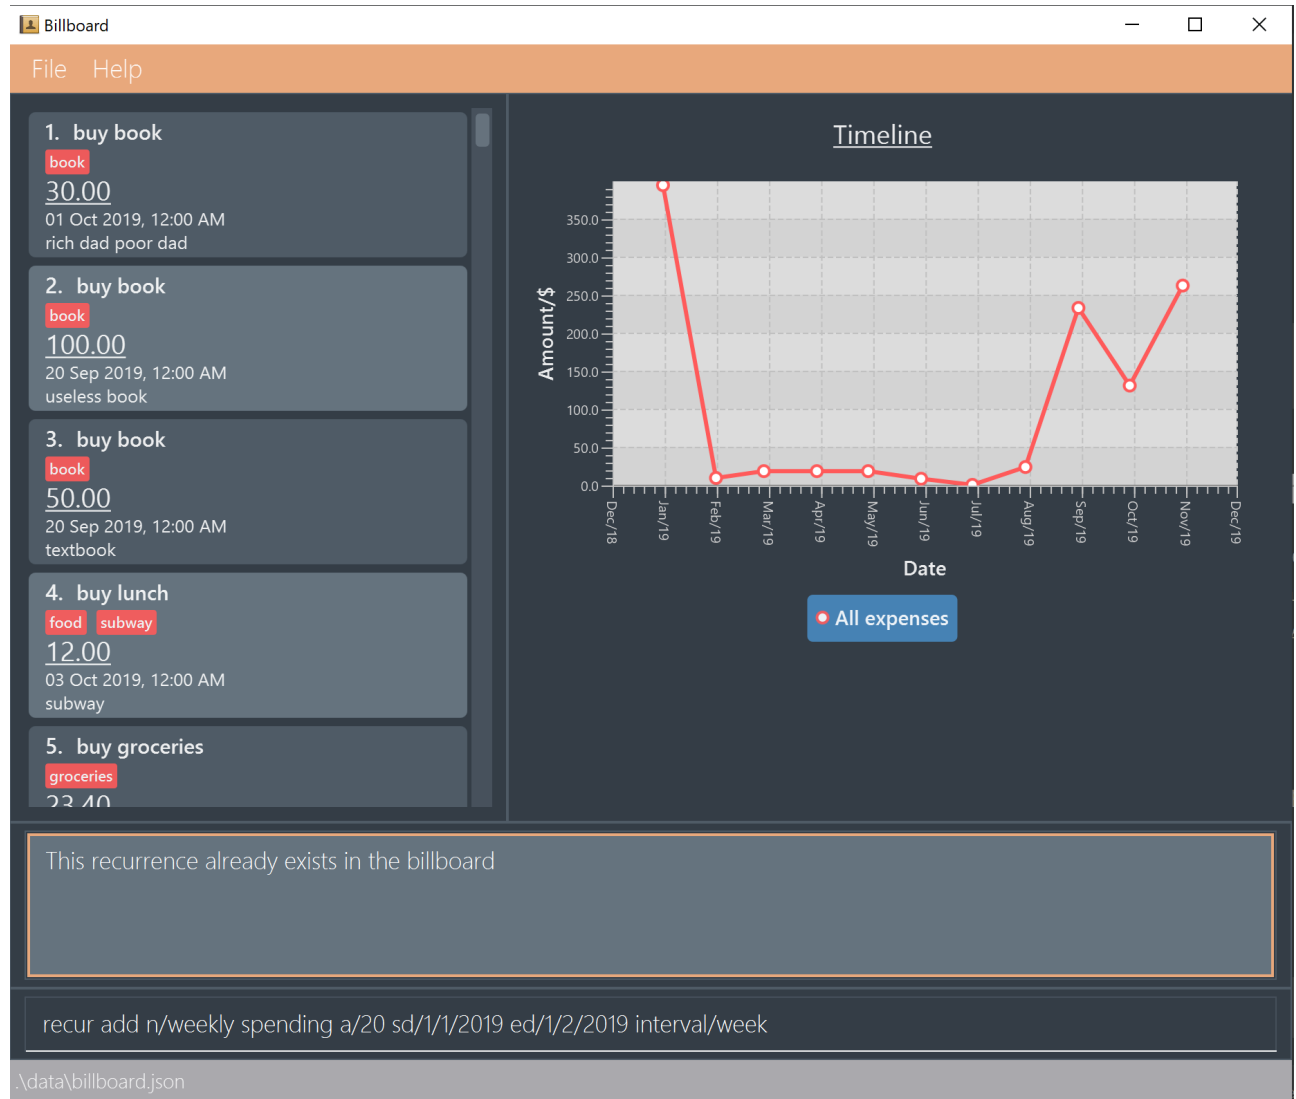 Billboard
File Help
1. buy book
book
30.00
01 Oct 2019, 12:00 AM
rich dad poor dad
2. buy book
book
100.00
20 Sep 2019, 12:00 AM
useless book
3. buy book
book
50.00
20 Sep 2019, 12:00 AM
textbook
4. buy lunch
food subway
12.00
03 Oct 2019, 12:00 AM
subway
5. buy groceries
groceries
23.40
Timeline
Amount/$
350.0
300.0
250.0
200.0
150.0
100.0
50.0
0.0
Dec/18
Jan/19
Feb/19
Mar/19
Apr/19
May/19
Jun/19
Jul/19
Aug/19
Sep/19
Oct/19
Nov/19
Dec/19
Date
All expenses
This recurrence already exists in the billboard
recur add n/weekly spending a/20 sd/1/1/2019 ed/1/2/2019 interval/week
.\data\billboard.json